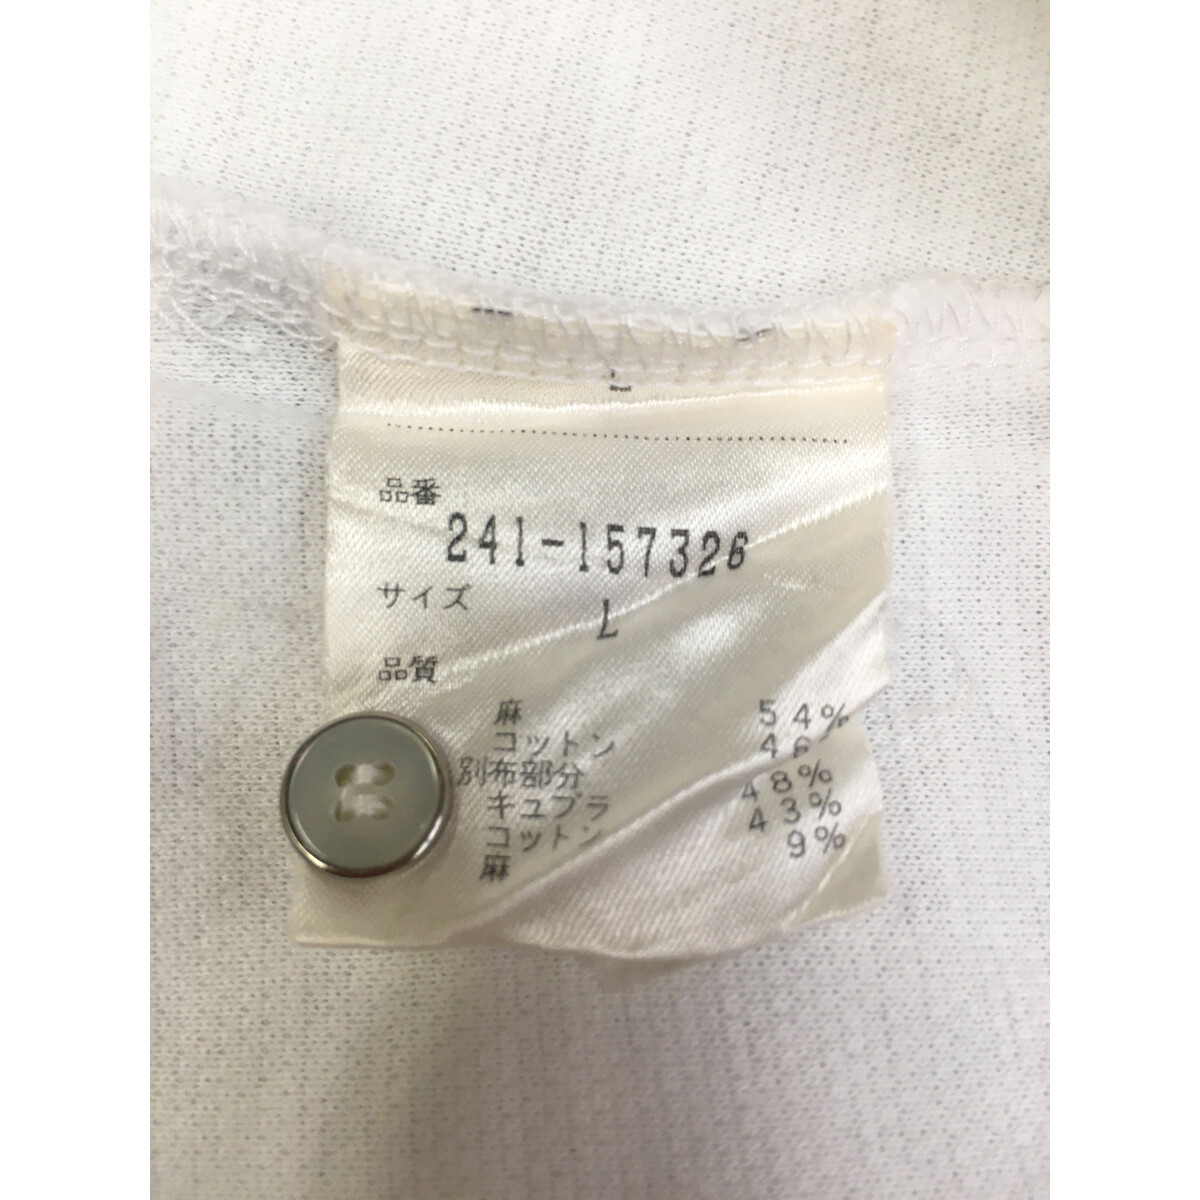 品番
241-157326
サイズ
L
品質
麻 54%
コットン 46
別布部分
キュプラ 48%
コットン 43%
麻 9%